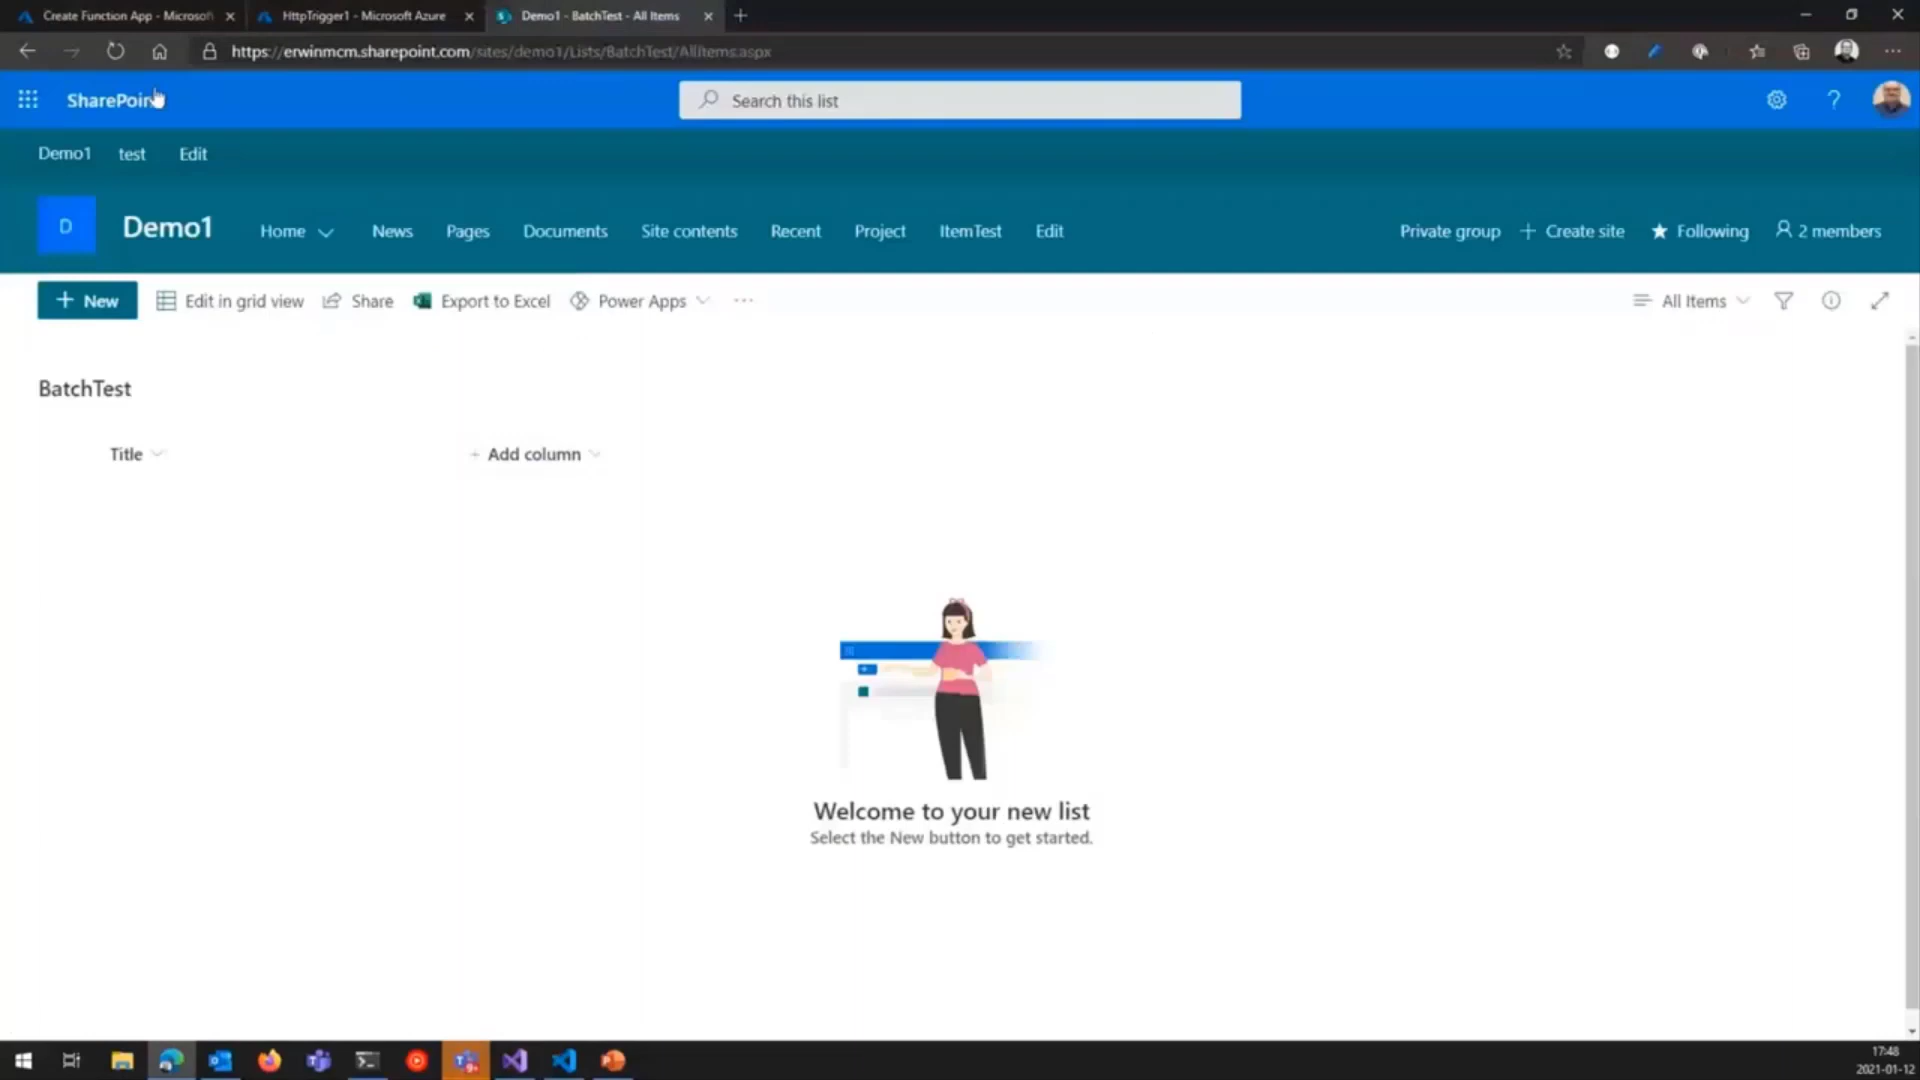 Create Function App - Microsof
HttpTrigger1 - Microsoft Azure
Demo1 - BatchTest - All Items
https://erwinmcm.sharepoint.com/sites/demo1/Lists/BatchTest/AllItems.aspx
SharePoint
Search this list
?
Demo1 test Edit
D
Demo1
Home News Pages Documents Site contents Recent Project ItemTest Edit
Private group + Create site Following 2 members
+ New Edit in grid view Share Export to Excel Power Apps ...
All Items
BatchTest
Title
+ Add column
Welcome to your new list
Select the New button to get started.
17:48
2021-01-12